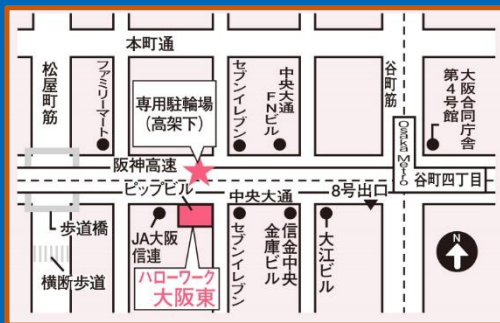 本町通
松屋町筋
ファミリーマート
専用駐輪場
(高架下)
セブンイレブン
中央大通
FNビル
谷町筋
大阪合同庁舎
第4号館
Osaka Metro
阪神高速
谷町四丁目
ピップビル
中央大通
8号出口
歩道橋
横断歩道
JA大阪
信連
ハローワーク
大阪東
セブンイレブン
信金中央
金庫ビル
大江ビル
N